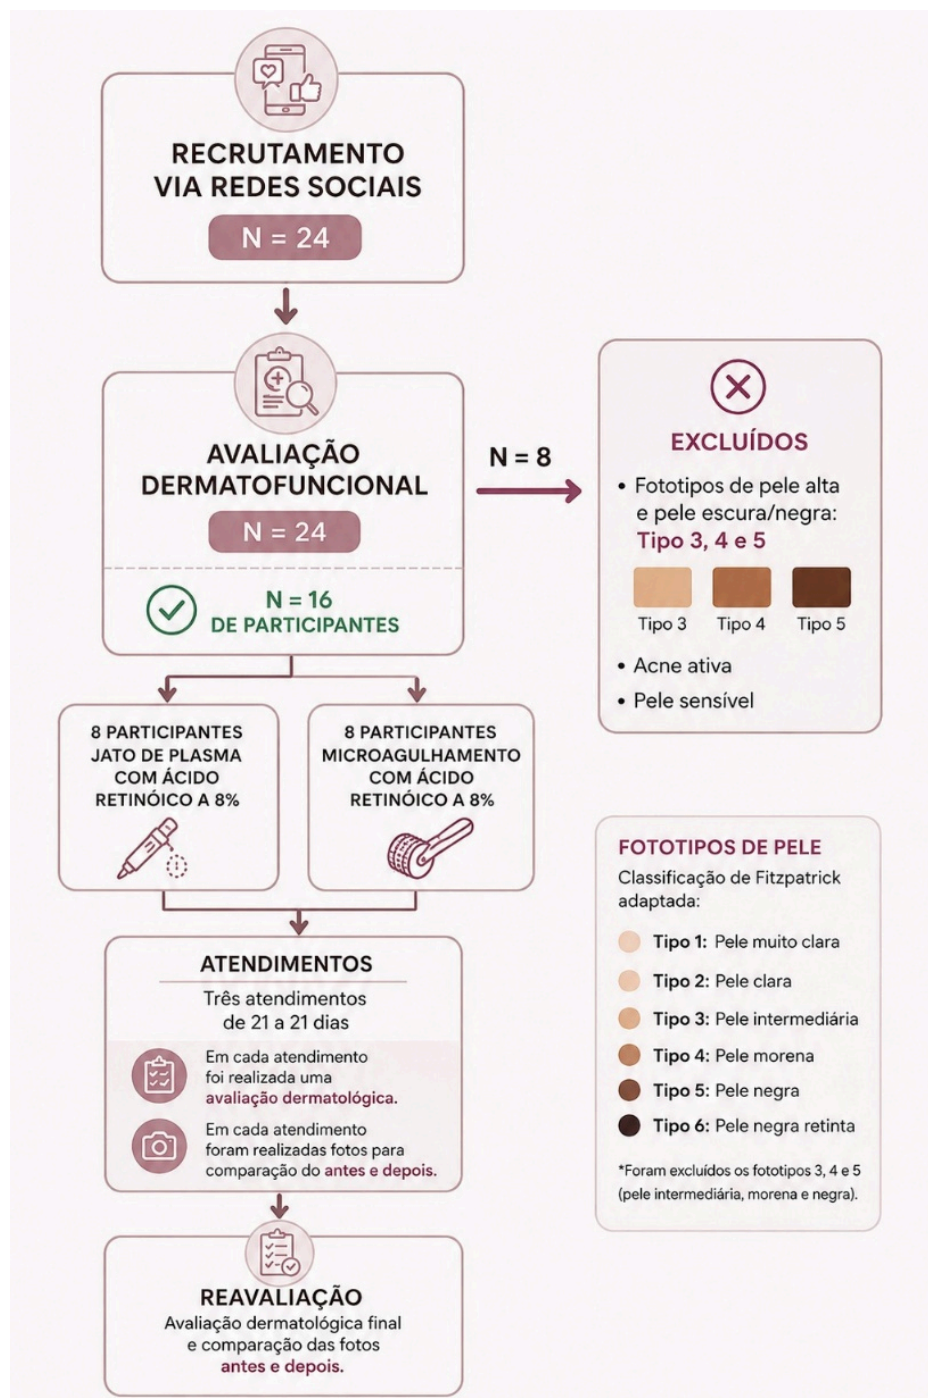 RECRUTAMENTO
VIA REDES SOCIAIS
N = 24
AVALIAÇÃO
DERMATOFUNCIONAL
N = 24
N = 16
DE PARTICIPANTES
N = 8
EXCLUÍDOS
• Fototipos de pele alta
e pele escura/negra:
Tipo 3, 4 e 5
Tipo 3 Tipo 4 Tipo 5
• Acne ativa
• Pele sensível
8 PARTICIPANTES
JATO DE PLASMA
COM ÁCIDO
RETINÓICO A 8%
8 PARTICIPANTES
MICROAGULHAMENTO
COM ÁCIDO
RETINÓICO A 8%
ATENDIMENTOS
Três atendimentos
de 21 a 21 dias
Em cada atendimento
foi realizada uma
avaliação dermatológica.
Em cada atendimento
foram realizadas fotos para
comparação do antes e depois.
REAVALIAÇÃO
Avaliação dermatológica final
e comparação das fotos
antes e depois.
FOTOTIPOS DE PELE
Classificação de Fitzpatrick
adaptada:
Tipo 1: Pele muito clara
Tipo 2: Pele clara
Tipo 3: Pele intermediária
Tipo 4: Pele morena
Tipo 5: Pele negra
Tipo 6: Pele negra retinta
*Foram excluídos os fototipos 3, 4 e 5
(pele intermediária, morena e negra).